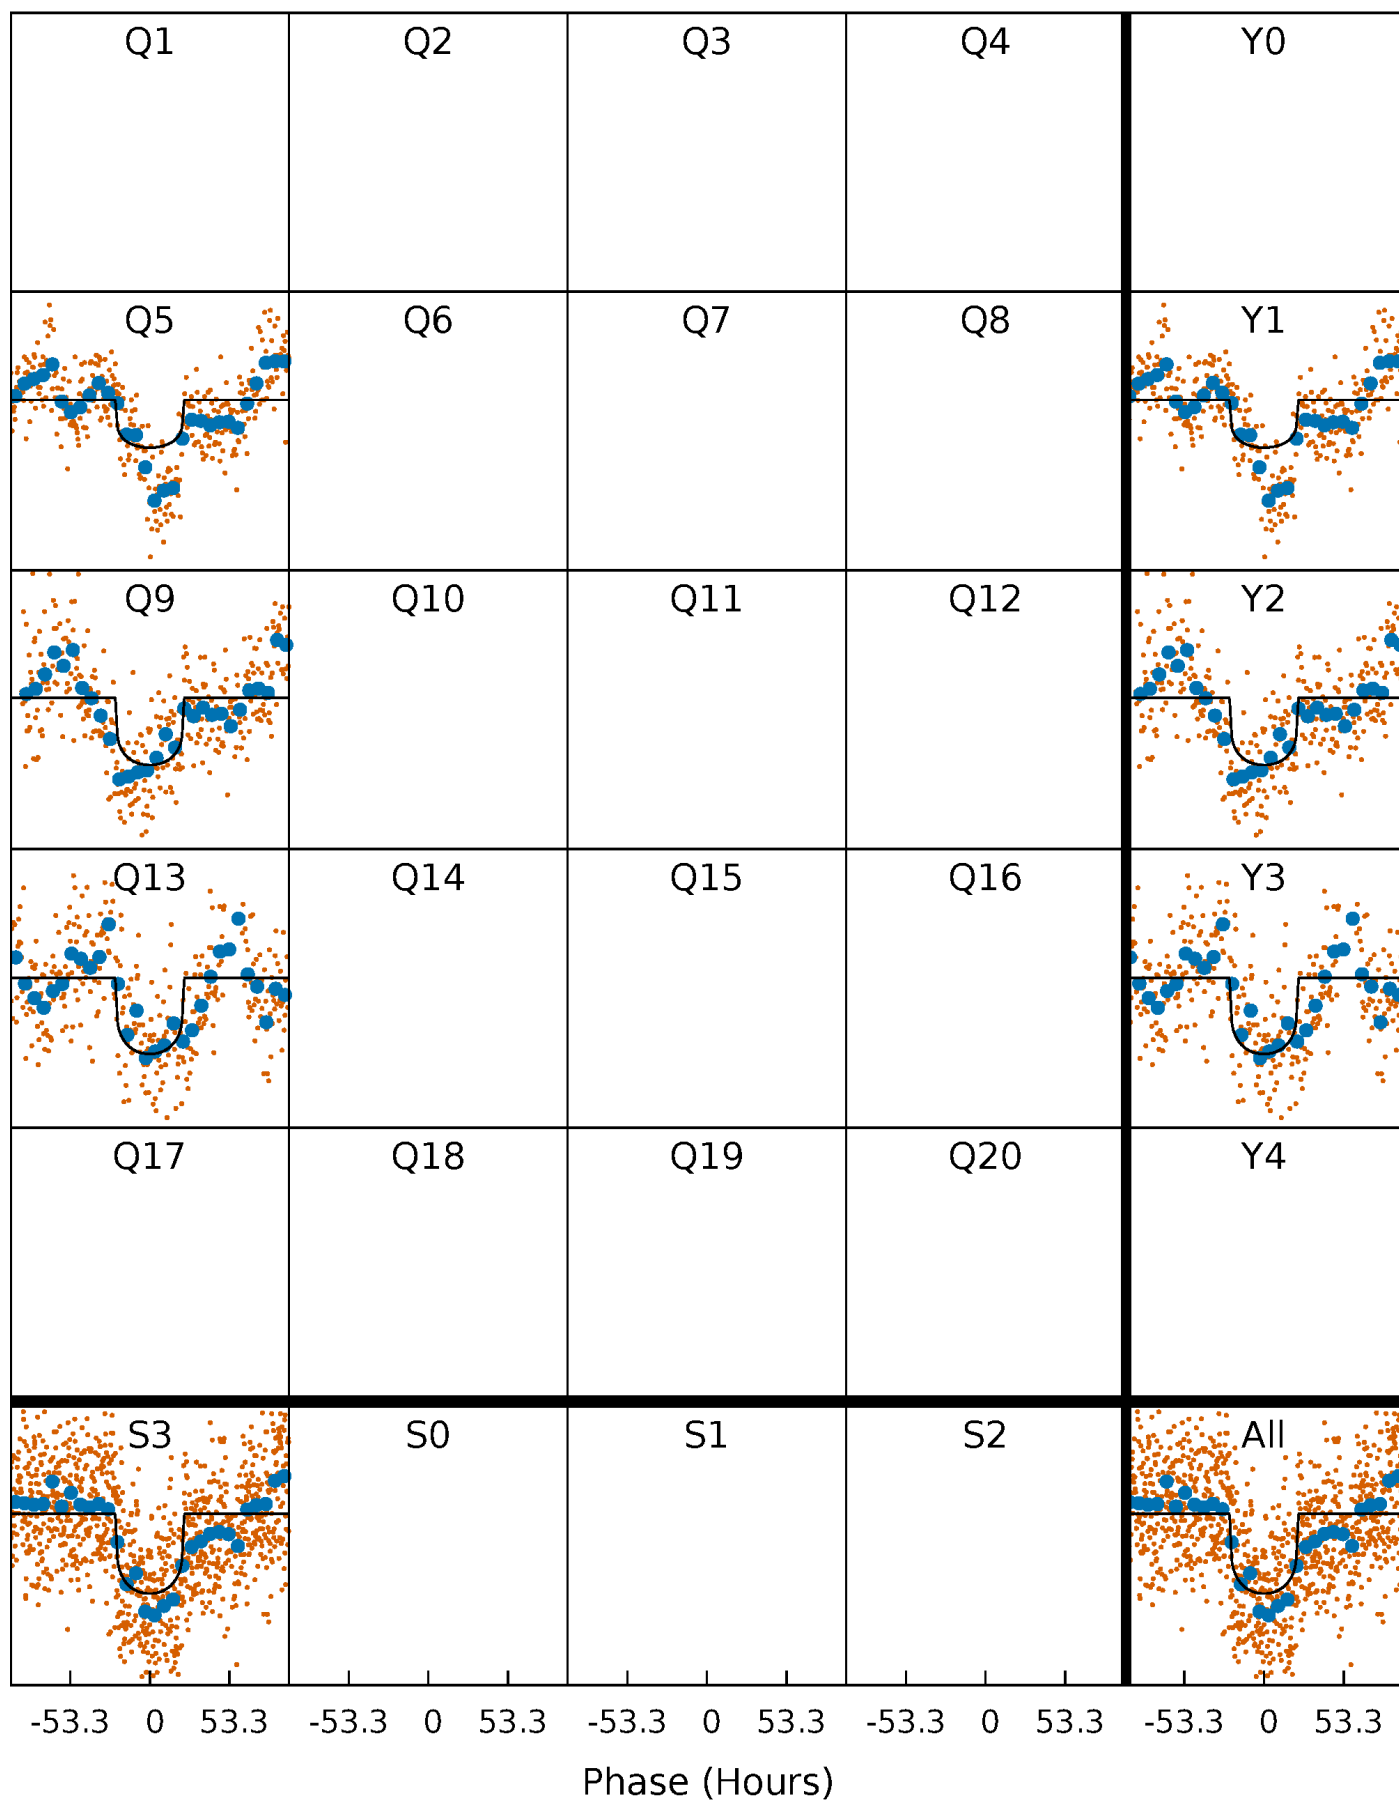 Q1 Q2 Q3 Q4 Y0
Q5 Q6 Q7 Q8 Y1
Q9 Q10 Q11 Q12 Y2
Q13 Q14 Q15 Q16 Y3
Q17 Q18 Q19 Q20 Y4
S3 S0 S1 S2 All
-53.3 0 53.3 -53.3 0 53.3 -53.3 0 53.3 -53.3 0 53.3 -53.3 0 53.3
Phase (Hours)